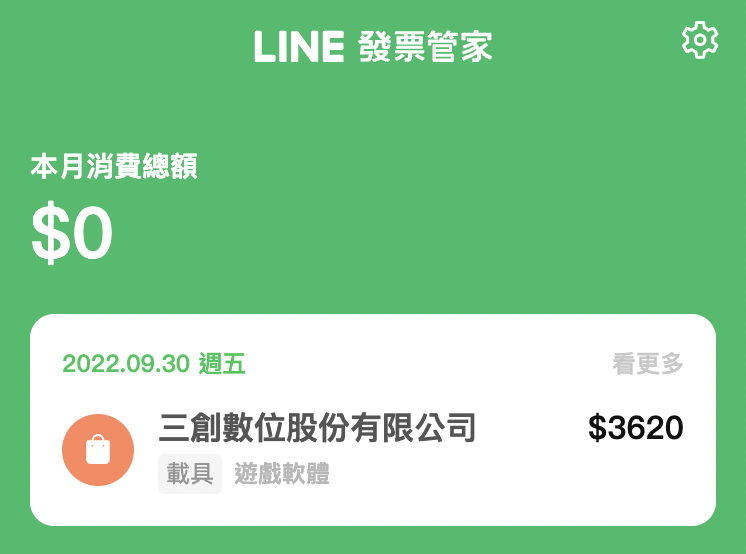 LINE 發票管家
本月消費總額
$0
2022.09.30 週五
看更多
三創數位股份有限公司
$3620
載具 遊戲軟體